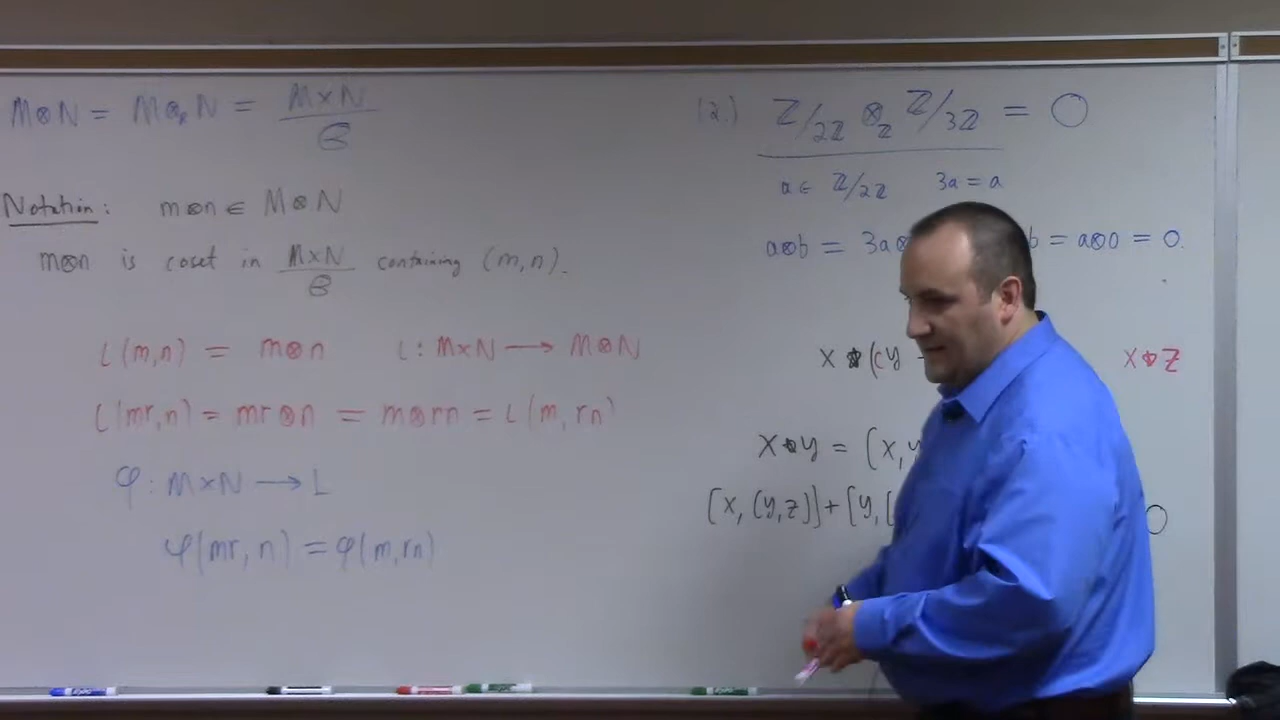 M⊗N = M⊗_R N = M×N / B
Notation: m⊗n ∈ M⊗N
m⊗n is coset in M×N / B containing (m,n).
L(m,n) = m⊗n L: M×N → M⊗N
L(mr,n) = mr⊗n = m⊗rn = L(m, rn)
φ: M×N → L
φ(mr, n) = φ(m,rn)
(2.) Z/2Z ⊗_Z Z/3Z = 0
a ∈ Z/2Z 3a = a
a⊗b = 3a⊗ b = a⊗0 = 0.
x ⋆ (cy x ⋆ z
x⋆y = [x, y
[x, [y,z]] + [y, [ 0